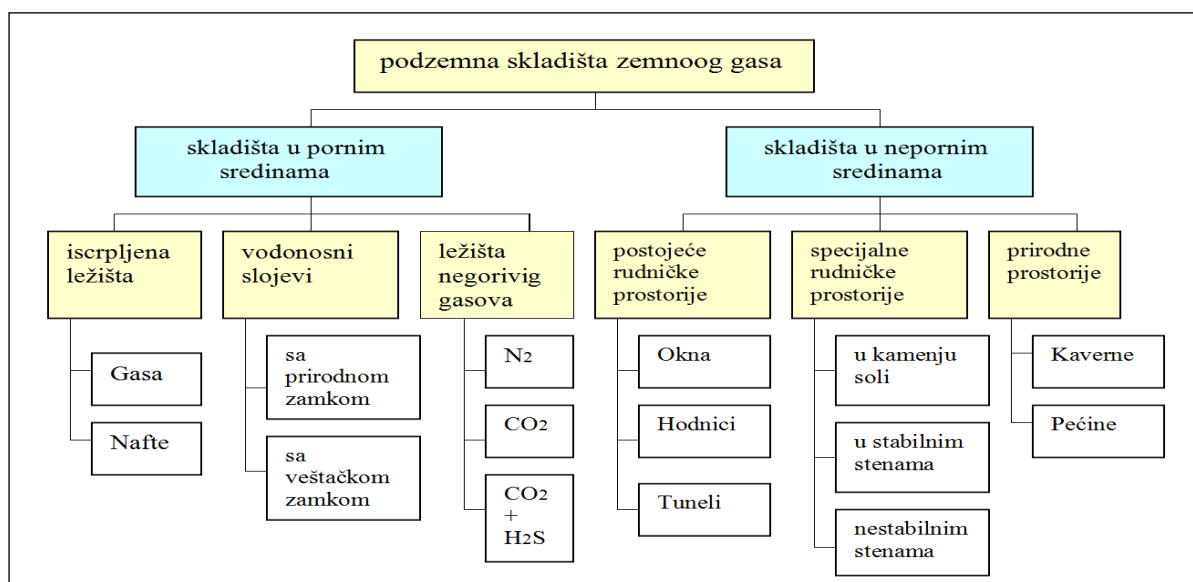 podzemna skladišta zemnoog gasa
skladišta u pornim
sredinama
skladišta u nepornim
sredinama
iscrpljena
ležišta
vodonosni
slojevi
ležišta
negorivig
gasova
postojeće
rudničke
prostorije
specijalne
rudničke
prostorije
prirodne
prostorije
Gasa
Nafte
sa
prirodnom
zamkom
sa
veštačkom
zamkom
N2
CO2
CO2
+
H2S
Okna
Hodnici
Tuneli
u kamenju
soli
u stabilnim
stenama
nestabilnim
stenama
Kaverne
Pećine